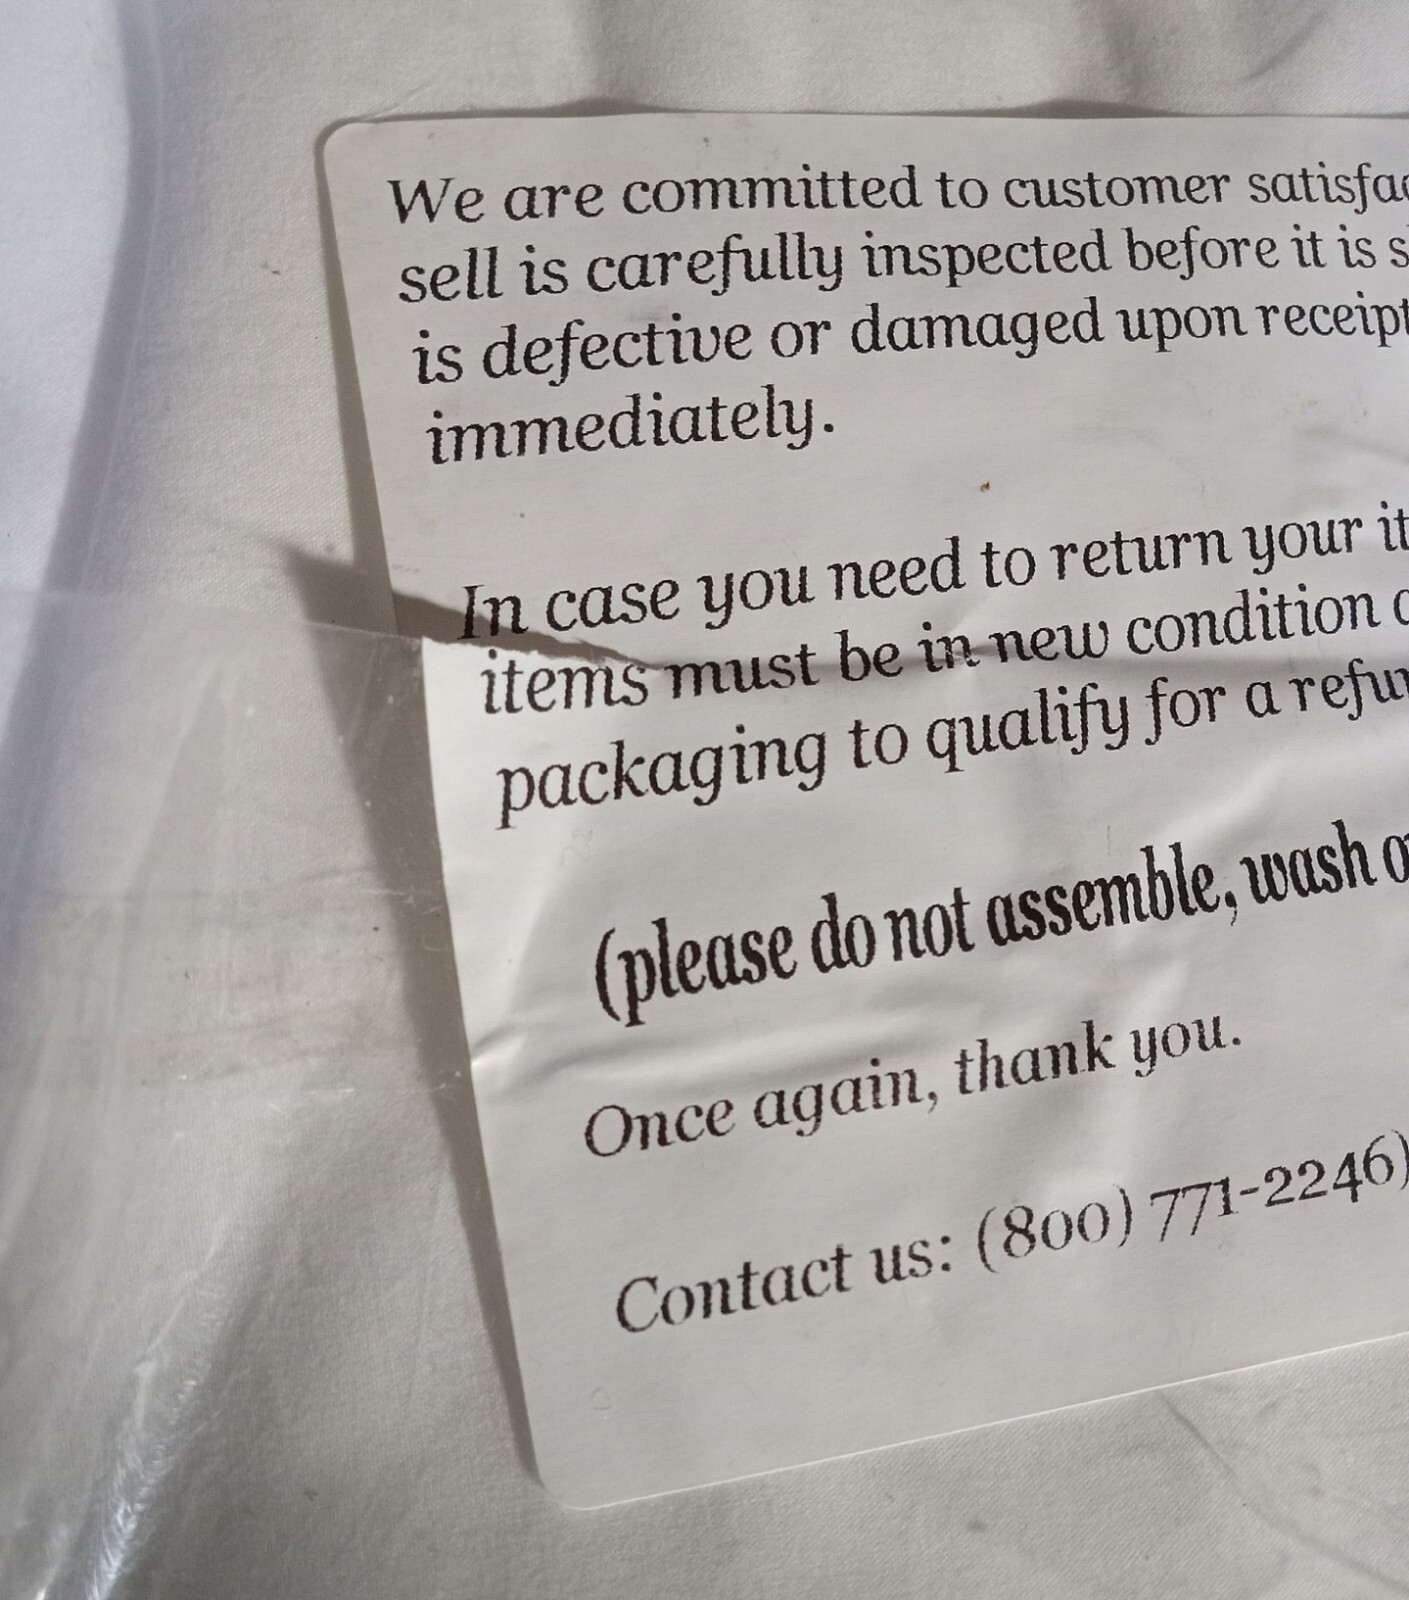 We are committed to customer satisfac
sell is carefully inspected before it is s
is defective or damaged upon receipt
immediately.
In case you need to return your it
items must be in new condition
packaging to qualify for a refu
(please do not assemble, wash o
Once again, thank you.
Contact us: (800) 771-2246)